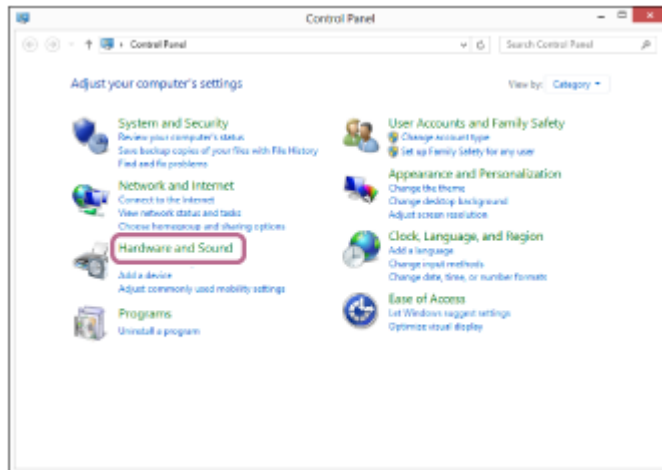 Control Panel
Control Panel
Search Control Panel
Adjust your computer's settings
View by: Category
System and Security
Review your computer's status
Save backup copies of your files with File History
Find and fix problems
Network and Internet
Connect to the Internet
View network status and tasks
Choose homegroup and sharing options
Hardware and Sound
Add a device
Adjust commonly used mobility settings
Programs
Uninstall a program
User Accounts and Family Safety
Change account type
Set up Family Safety for any user
Appearance and Personalization
Change the theme
Change desktop background
Adjust screen resolution
Clock, Language, and Region
Add a language
Change input methods
Change date, time, or number formats
Ease of Access
Let Windows suggest settings
Optimize visual display